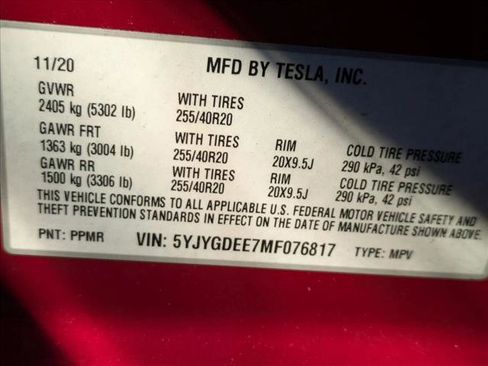 11/20 MFD BY TESLA, INC.
GVWR
2405 kg (5302 lb) WITH TIRES 255/40R20
GAWR FRT
1363 kg (3004 lb) WITH TIRES 255/40R20 RIM 20X9.5J COLD TIRE PRESSURE 290 kPa, 42 psi
GAWR RR
1500 kg (3306 lb) WITH TIRES 255/40R20 RIM 20X9.5J COLD TIRE PRESSURE 290 kPa, 42 psi
THIS VEHICLE CONFORMS TO ALL APPLICABLE U.S. FEDERAL MOTOR VEHICLE SAFETY AND
THEFT PREVENTION STANDARDS IN EFFECT ON THE DATE OF MANUFACTURE SHOWN ABOVE.
PNT: PPMR VIN: 5YJYGDEE7MF076817 TYPE: MPV